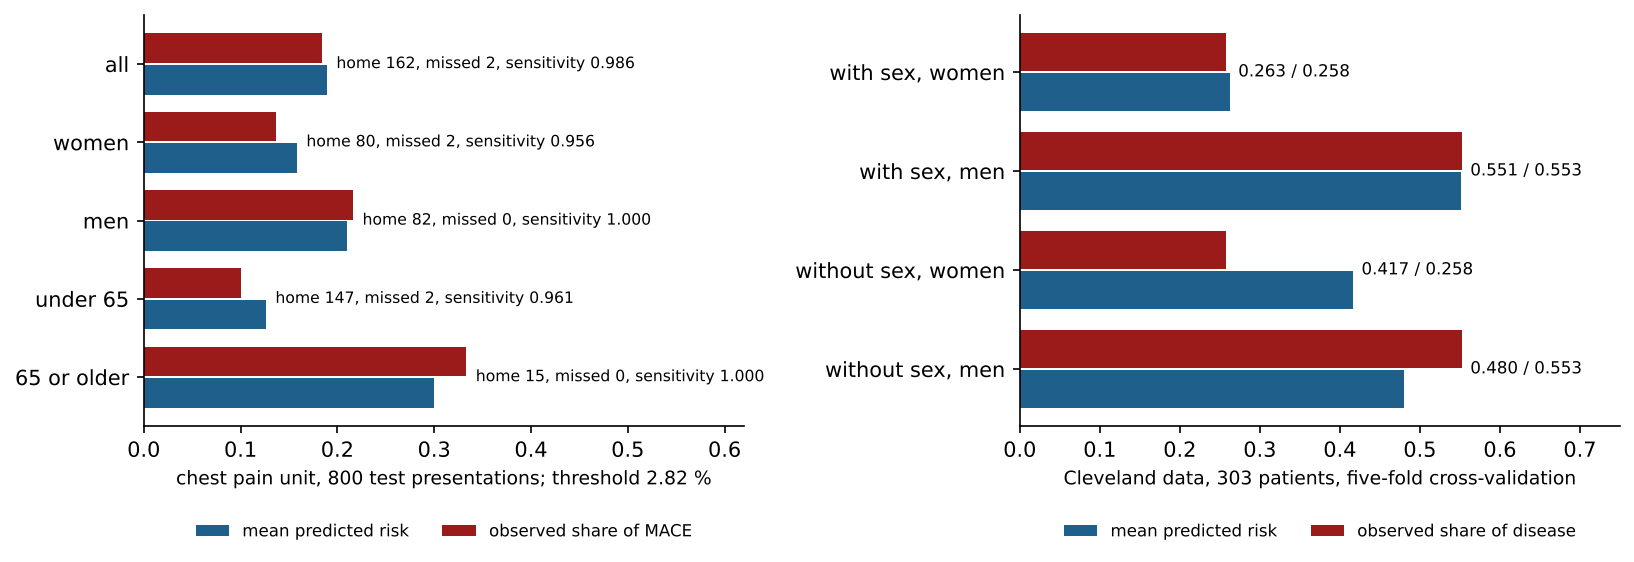 all
home 162, missed 2, sensitivity 0.986
women
home 80, missed 2, sensitivity 0.956
men
home 82, missed 0, sensitivity 1.000
under 65
home 147, missed 2, sensitivity 0.961
65 or older
home 15, missed 0, sensitivity 1.000
0.0 0.1 0.2 0.3 0.4 0.5 0.6
chest pain unit, 800 test presentations; threshold 2.82 %
mean predicted risk observed share of MACE
with sex, women
0.263 / 0.258
with sex, men
0.551 / 0.553
without sex, women
0.417 / 0.258
without sex, men
0.480 / 0.553
0.0 0.1 0.2 0.3 0.4 0.5 0.6 0.7
Cleveland data, 303 patients, five-fold cross-validation
mean predicted risk observed share of disease